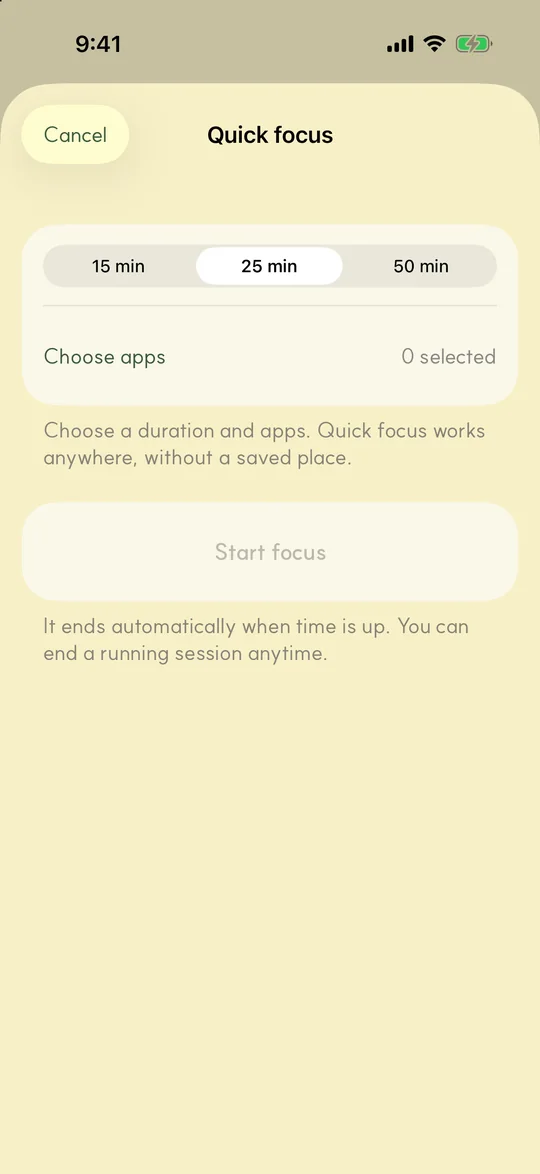 9:41
Cancel
Quick focus
15 min
25 min
50 min
Choose apps
0 selected
Choose a duration and apps. Quick focus works
anywhere, without a saved place.
Start focus
It ends automatically when time is up. You can
end a running session anytime.